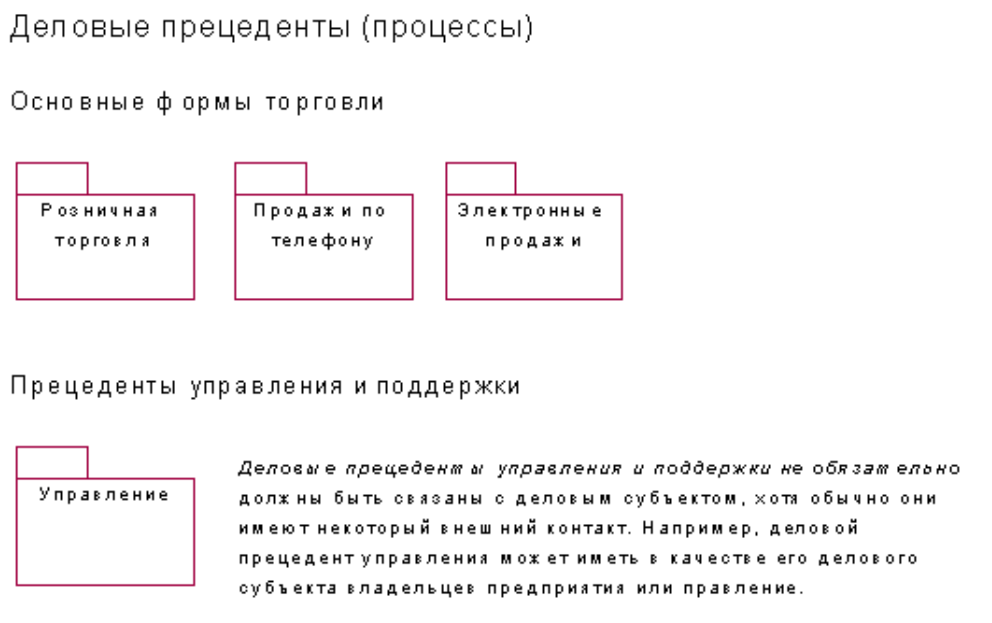 Деловые прецеденты (процессы)
Основные формы торговли
Розничная
торговля
Продажи по
телефону
Электронные
продажи
Прецеденты управления и поддержки
Управление
Деловые прецеденты управления и поддержки не обязательно
должны быть связаны с деловым субъектом, хотя обычно они
имеют некоторый внешний контакт. Например, деловой
прецедент управления может иметь в качестве его делового
субъекта владельцев предприятия или правление.